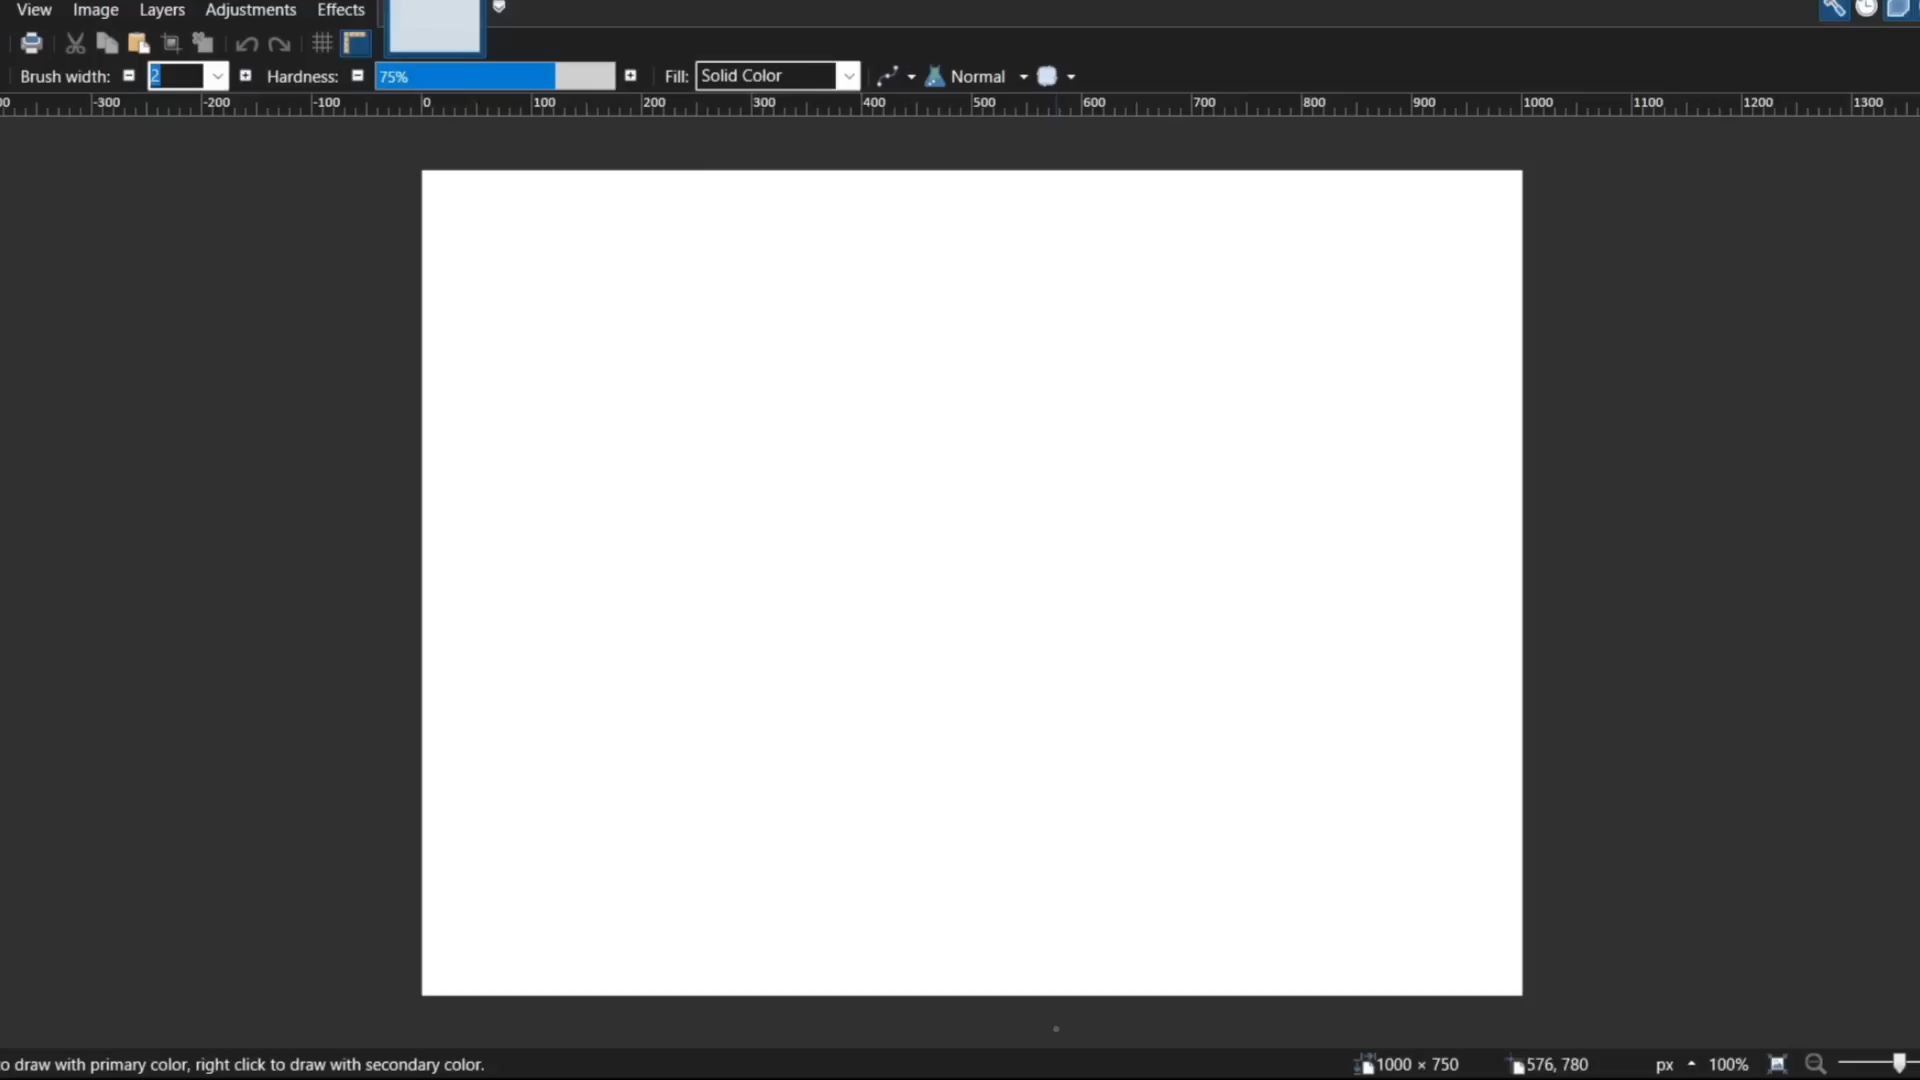 View Image Layers Adjustments Effects
Brush width: 2 Hardness: 75% Fill: Solid Color Normal
-300 -200 -100 0 100 200 300 400 500 600 700 800 900 1000 1100 1200 1300
to draw with primary color, right click to draw with secondary color. 1000 × 750 576, 780 px 100%